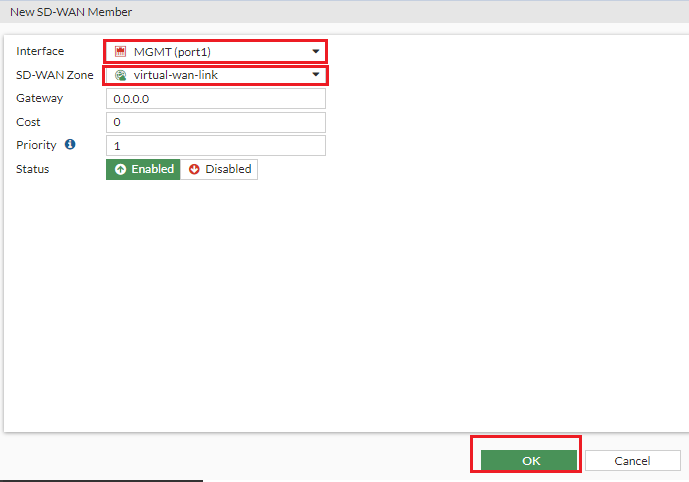 New SD-WAN Member
Interface MGMT (port1)
SD-WAN Zone virtual-wan-link
Gateway 0.0.0.0
Cost 0
Priority 1
Status Enabled Disabled
OK Cancel